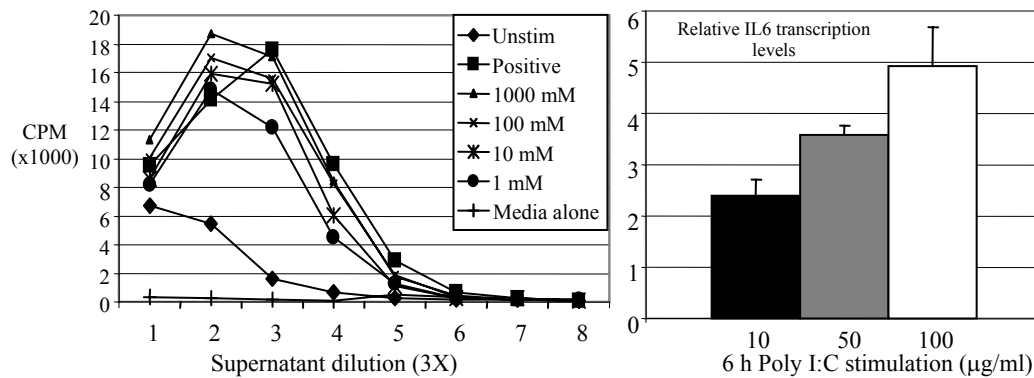 20
18
16
14
12
10
8
6
4
2
0
CPM
(x1000)
1 2 3 4 5 6 7 8
Supernatant dilution (3X)
Unstim
Positive
1000 mM
100 mM
10 mM
1 mM
Media alone
Relative IL6 transcription
levels
6
5
4
3
2
1
0
10 50 100
6 h Poly I:C stimulation (µg/ml)